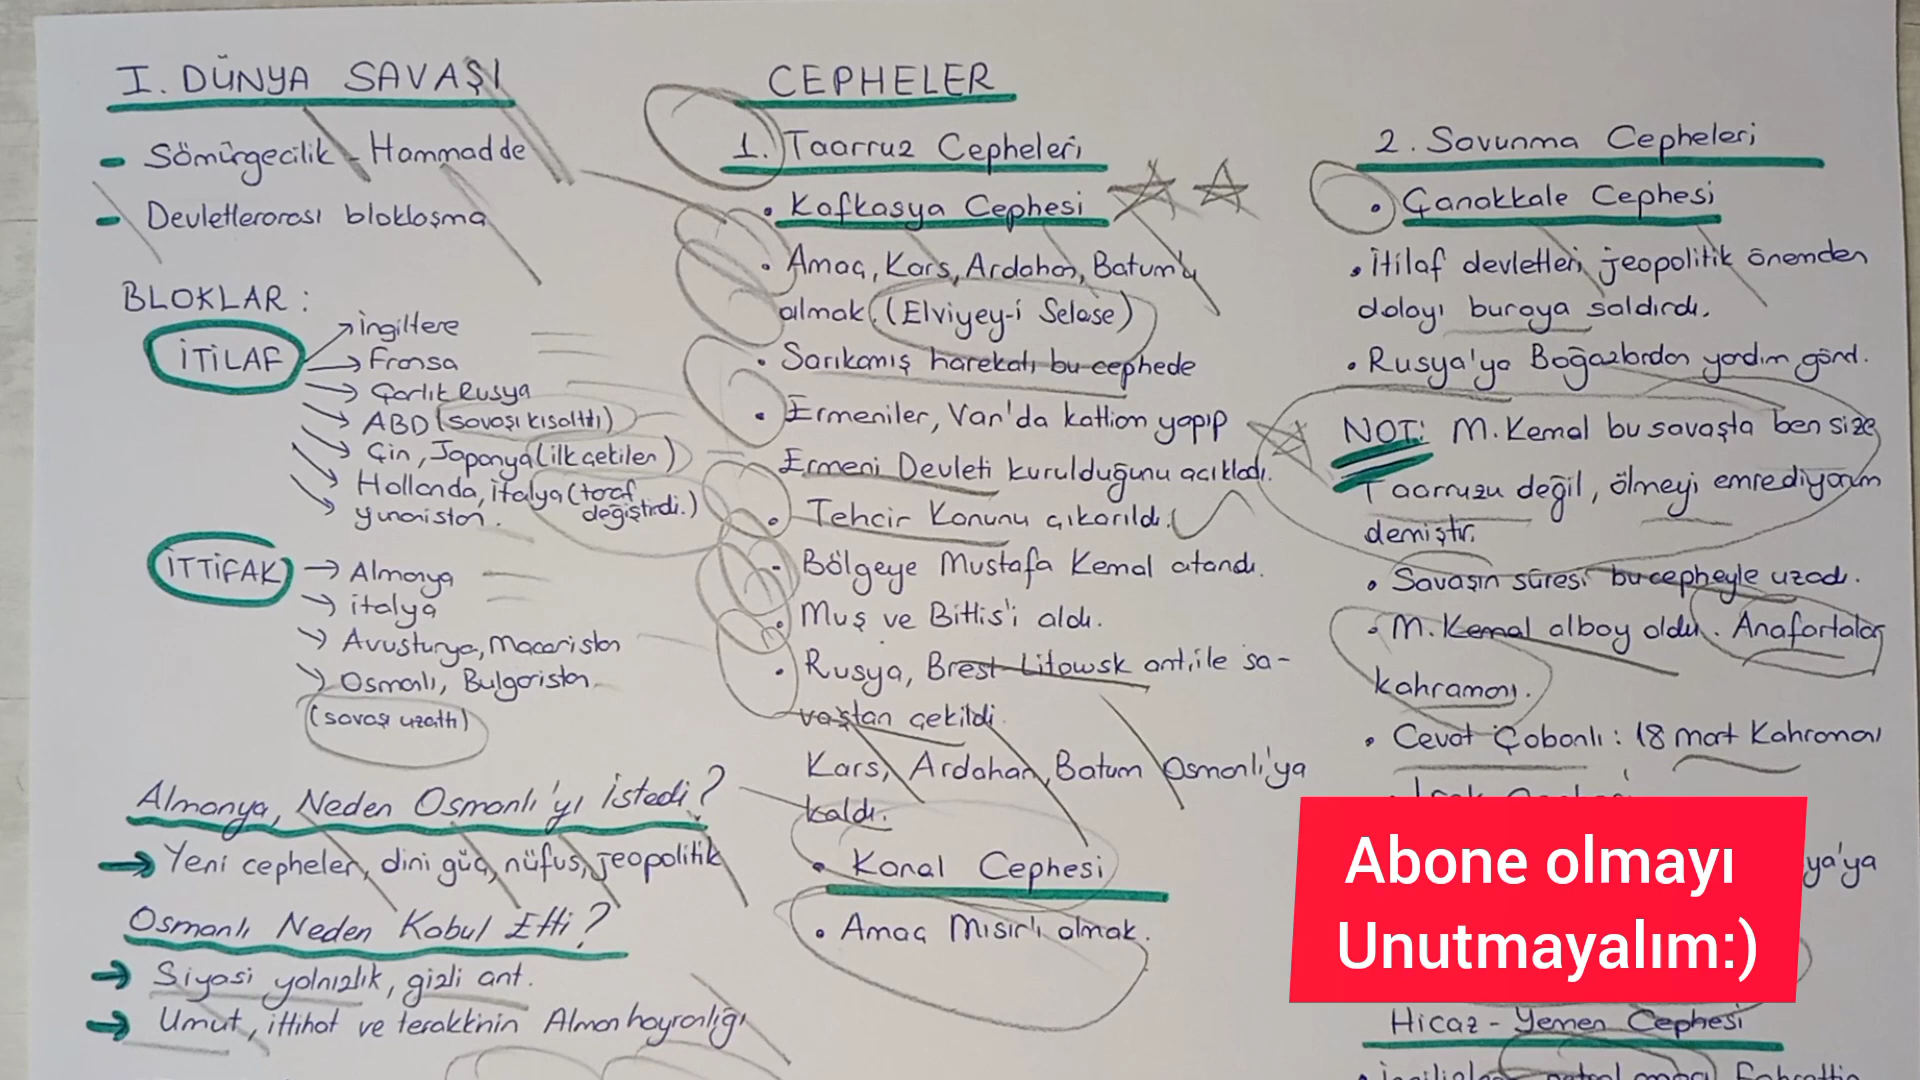 I. DÜNYA SAVAŞI
- Sömürgecilik - Hammadde
- Devletlerarası bloklaşma
BLOKLAR :
İTİLAF → İngiltere
→ Fransa
→ Çarlık Rusya
→ ABD (savaşı kısalttı)
→ Çin, Japonya (ilk çekilen)
→ Hollanda, İtalya (taraf değiştirdi.)
→ Yunanistan.
İTTİFAK → Almanya
→ italya
→ Avusturya, Macaristan
→ Osmanlı, Bulgaristan
(savaşı uzattı)
Almanya, Neden Osmanlı'yı istedi?
→ Yeni cepheler, dini güç, nüfus, jeopolitik
Osmanlı Neden Kabul Etti?
→ Siyasi yalnızlık, gizli ant.
→ Umut, ittihat ve terakkinin Alman hayranlığı
CEPHELER
1. Taarruz Cepheleri
• Kafkasya Cephesi
• Amaç, Kars, Ardahan, Batum'u
almak (Elviyey-i Selase)
• Sarıkamış harekatı bu cephede
• Ermeniler, Van'da katliam yapıp
Ermeni Devleti kurulduğunu açıkladı.
• Tehcir Kanunu çıkarıldı.
• Bölgeye Mustafa Kemal atandı.
• Muş ve Bitlis'i aldı.
• Rusya, Brest Litowsk ant, ile sa-
vaştan çekildi.
Kars, Ardahan, Batum Osmanlı'ya
kaldı.
• Kanal Cephesi
• Amaç Mısır'ı almak.
2. Savunma Cepheleri
• Çanakkale Cephesi
• İtilaf devletleri, jeopolitik önemden
dolayı buraya saldırdı.
• Rusya'ya Boğazlardan yardım gönd.
NOT: M. Kemal bu savaşta ben size
Taarruzu değil, ölmeyi emrediyorum
demiştir.
• Savaşın süresi bu cepheyle uzadı.
• M. Kemal albay oldu. Anafartalar
kahramanı.
• Cevat Çobanlı : 18 mart Kahramanı
ya'ya
Hicaz - Yemen Cephesi
Abone olmayı
Unutmayalım:)